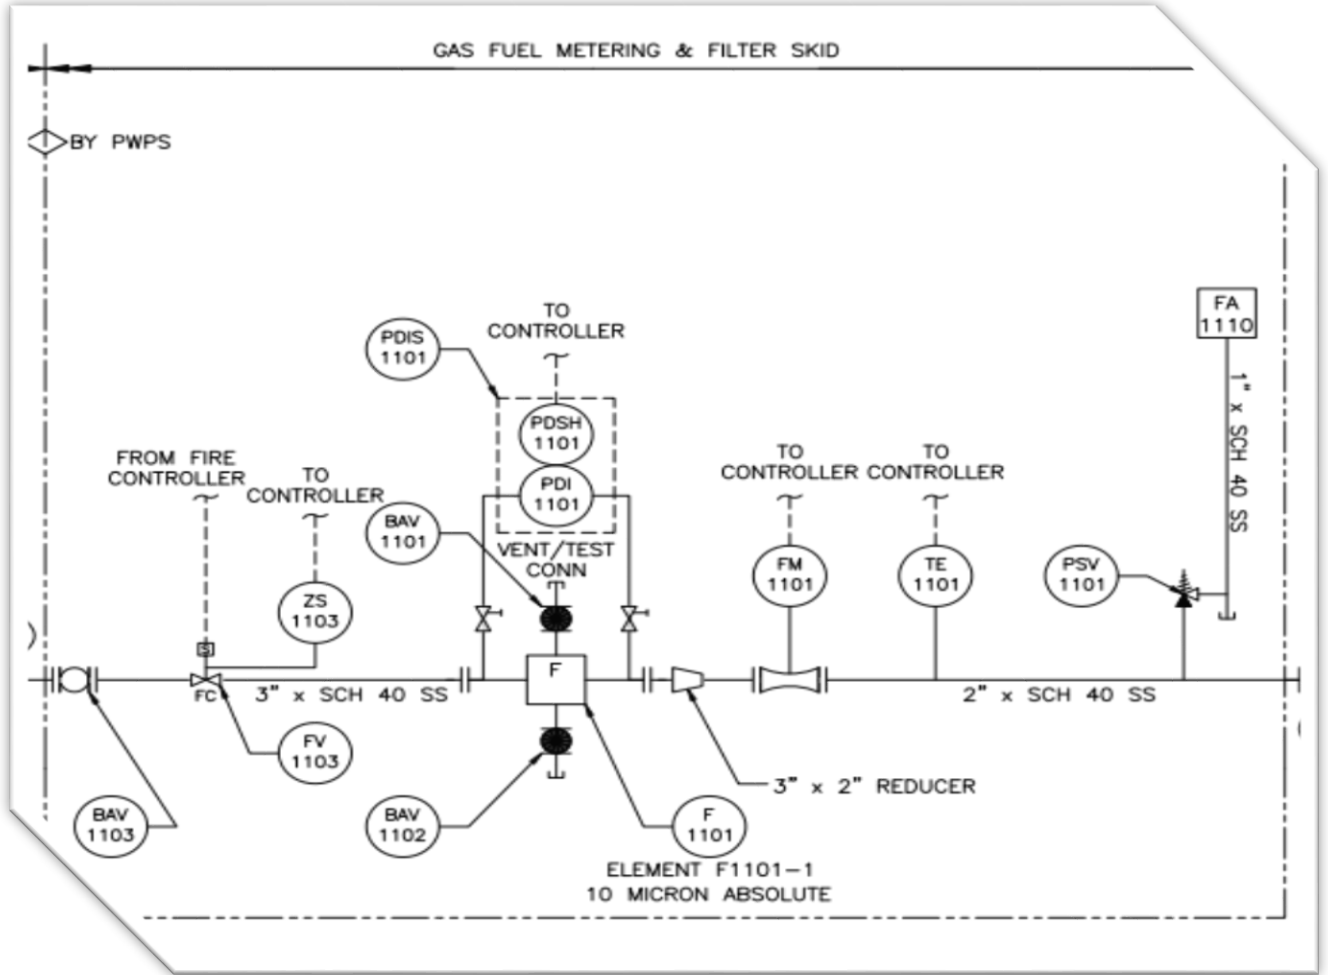 GAS FUEL METERING & FILTER SKID
BY PWPS
FA
1110
1" x SCH 40 SS
TO
CONTROLLER
PDIS
1101
PDSH
1101
PDI
1101
FROM FIRE
CONTROLLER
TO
CONTROLLER
BAV
1101
VENT/TEST
CONN
TO
CONTROLLER
TO
CONTROLLER
FM
1101
TE
1101
PSV
1101
ZS
1103
S
F
FC
3" x SCH 40 SS
2" x SCH 40 SS
FV
1103
3" x 2" REDUCER
BAV
1103
BAV
1102
F
1101
ELEMENT F1101-1
10 MICRON ABSOLUTE